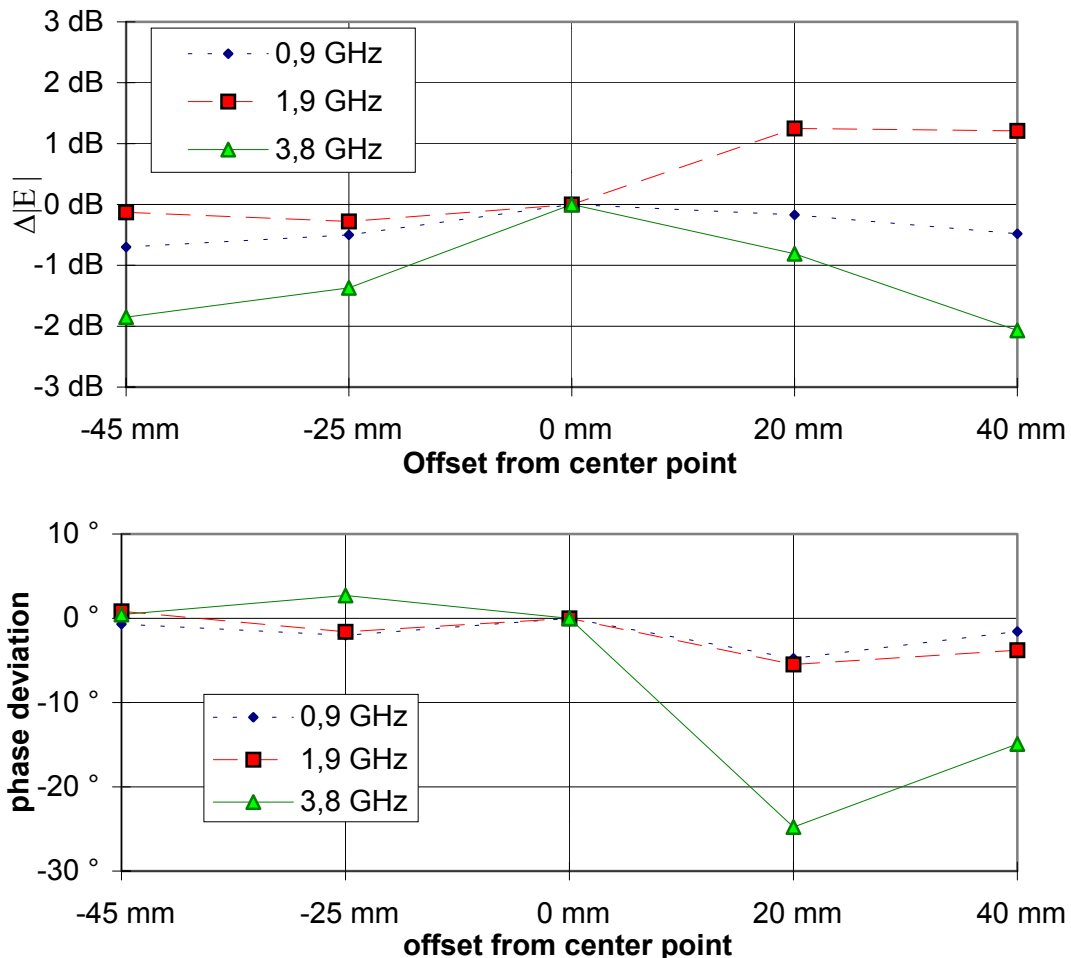 3 dB
2 dB
1 dB
0 dB
-1 dB
-2 dB
-3 dB
Δ|E|
0,9 GHz
1,9 GHz
3,8 GHz
-45 mm -25 mm 0 mm 20 mm 40 mm
Offset from center point
10 °
0 °
-10 °
-20 °
-30 °
phase deviation
0,9 GHz
1,9 GHz
3,8 GHz
-45 mm -25 mm 0 mm 20 mm 40 mm
offset from center point